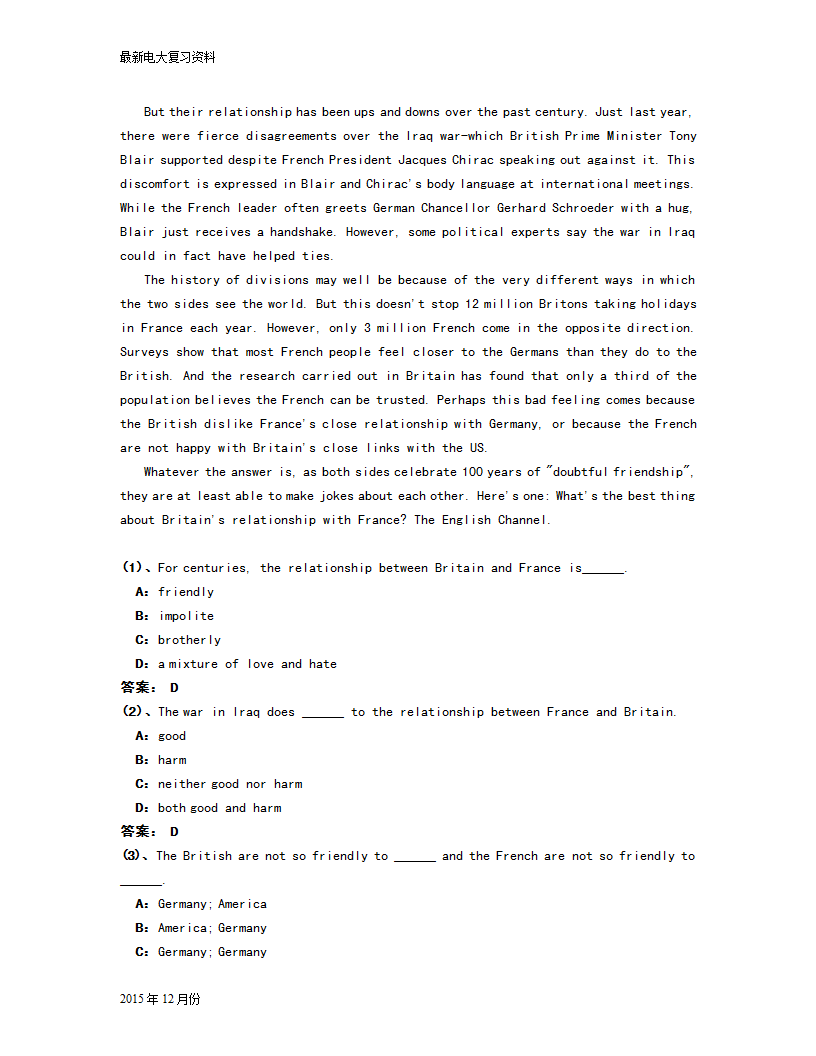 最新电大复习资料
But their relationship has been ups and downs over the past century. Just last year,
there were fierce disagreements over the Iraq war-which British Prime Minister Tony
Blair supported despite French President Jacques Chirac speaking out against it. This
discomfort is expressed in Blair and Chirac's body language at international meetings.
While the French leader often greets German Chancellor Gerhard Schroeder with a hug,
Blair just receives a handshake. However, some political experts say the war in Iraq
could in fact have helped ties.
The history of divisions may well be because of the very different ways in which
the two sides see the world. But this doesn't stop 12 million Britons taking holidays
in France each year. However, only 3 million French come in the opposite direction.
Surveys show that most French people feel closer to the Germans than they do to the
British. And the research carried out in Britain has found that only a third of the
population believes the French can be trusted. Perhaps this bad feeling comes because
the British dislike France's close relationship with Germany, or because the French
are not happy with Britain's close links with the US.
Whatever the answer is, as both sides celebrate 100 years of "doubtful friendship",
they are at least able to make jokes about each other. Here's one: What's the best thing
about Britain's relationship with France? The English Channel.
(1)、For centuries, the relationship between Britain and France is______.
A: friendly
B: impolite
C: brotherly
D: a mixture of love and hate
答案: D
(2)、The war in Iraq does ______ to the relationship between France and Britain.
A: good
B: harm
C: neither good nor harm
D: both good and harm
答案: D
(3)、The British are not so friendly to ______ and the French are not so friendly to
______.
A: Germany; America
B: America; Germany
C: Germany; Germany
2015 年 12 月份